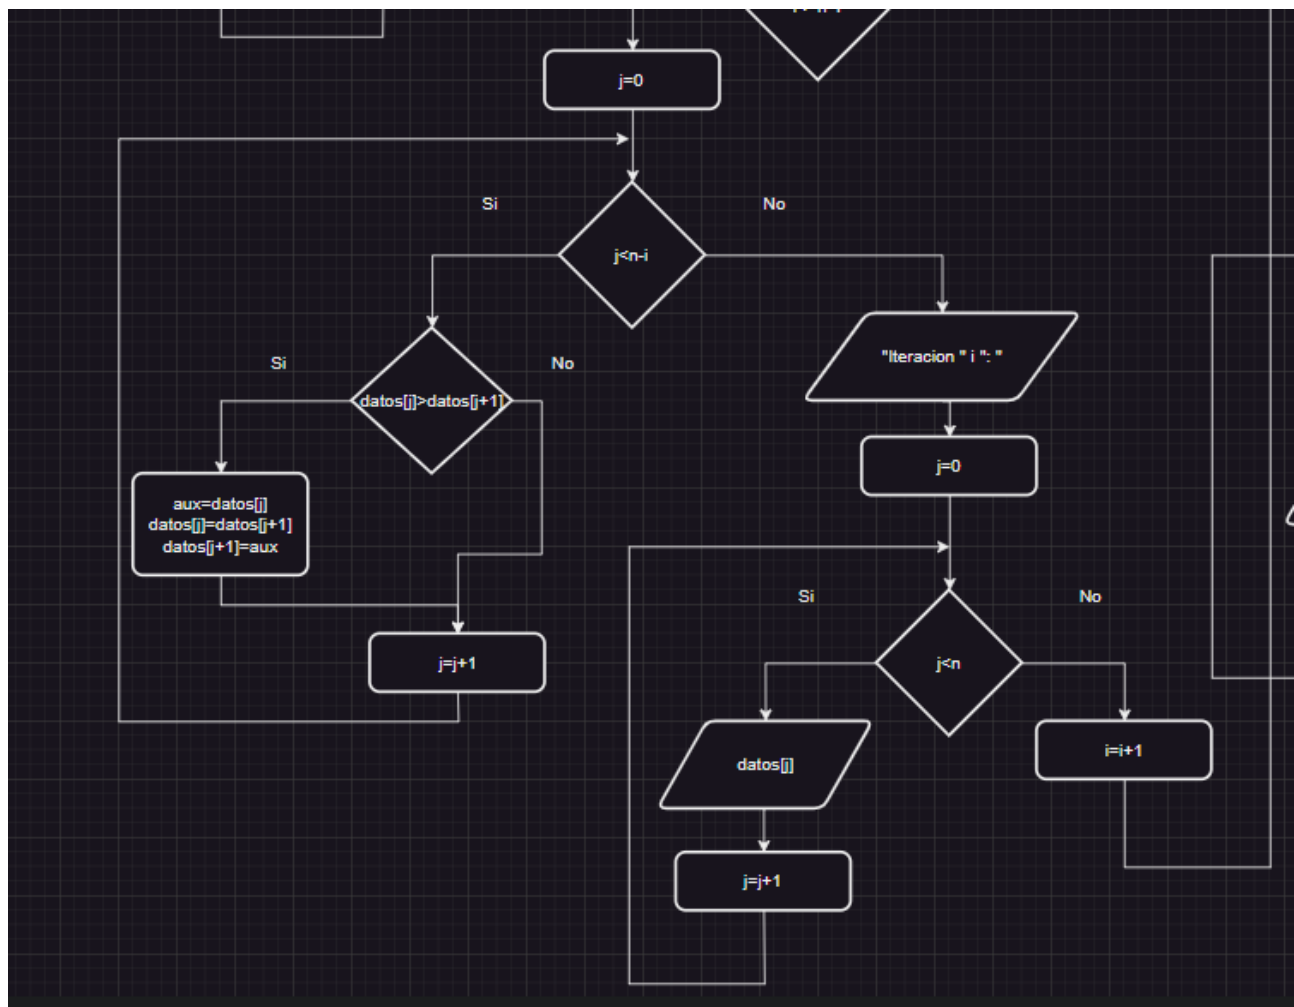 j=0
Si
No
j<n-i
"Iteracion " i ": "
Si
No
datos[j]>datos[j+1]
j=0
aux=datos[j]
datos[j]=datos[j+1]
datos[j+1]=aux
Si
No
j=j+1
j<n
datos[j]
i=i+1
j=j+1